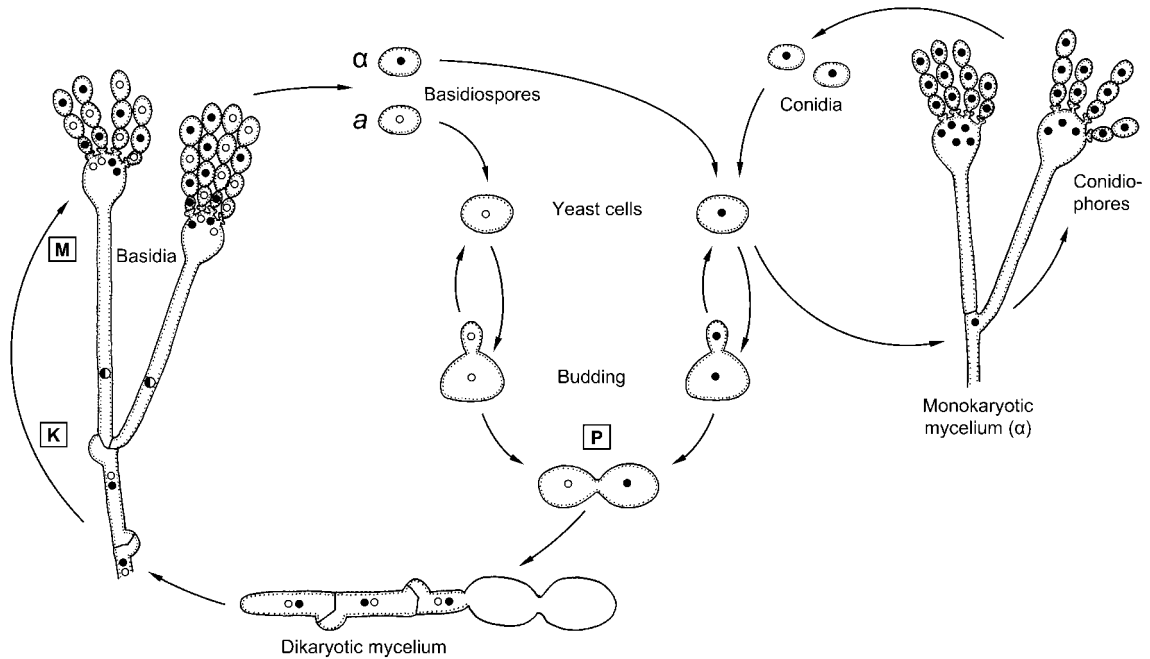 α
Basidiospores
a
Conidia
Conidio-
phores
M
Basidia
Yeast cells
K
Budding
P
Monokaryotic
mycelium (α)
Dikaryotic mycelium